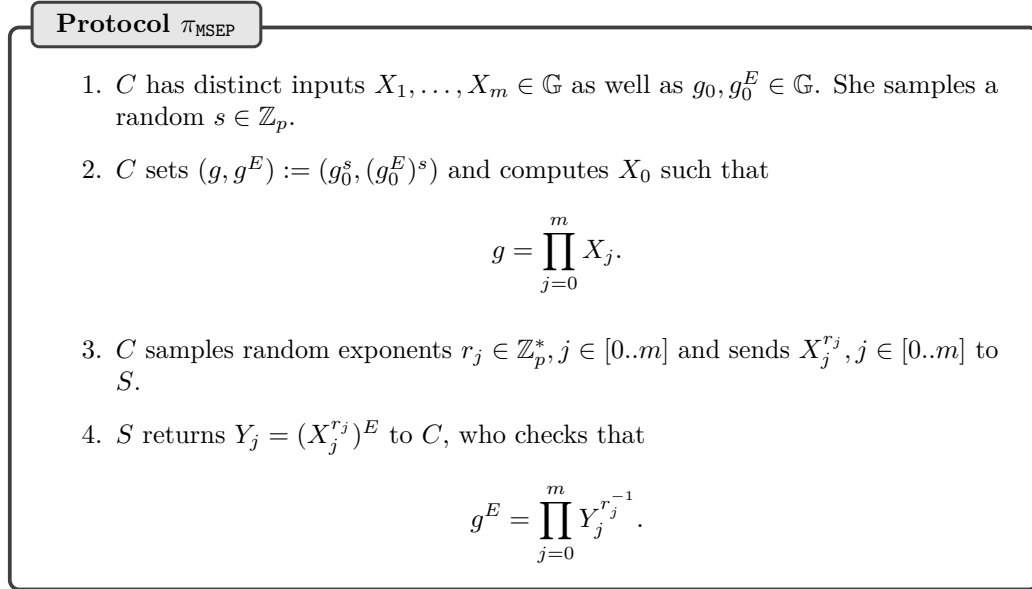 Protocol π_MSEP
1. C has distinct inputs X_1, . . . , X_m ∈ 𝔾 as well as g_0, g_0^E ∈ 𝔾. She samples a
random s ∈ ℤ_p.
2. C sets (g, g^E) := (g_0^s, (g_0^E)^s) and computes X_0 such that
g = ∏_{j=0}^{m} X_j.
3. C samples random exponents r_j ∈ ℤ_p^*, j ∈ [0..m] and sends X_j^{r_j}, j ∈ [0..m] to
S.
4. S returns Y_j = (X_j^{r_j})^E to C, who checks that
g^E = ∏_{j=0}^{m} Y_j^{r_j^{-1}}.